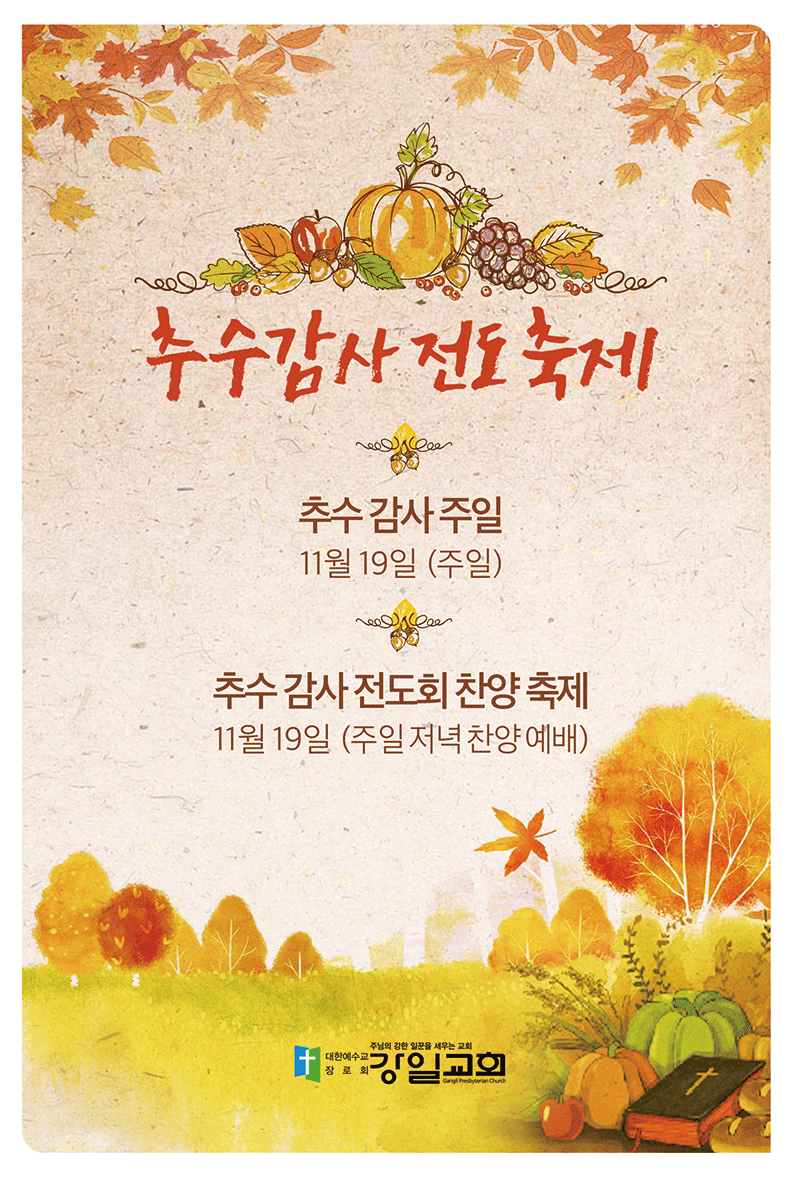 추수감사 전도 축제
추수 감사 주일
11월 19일 (주일)
추수 감사 전도회 찬양 축제
11월 19일 (주일 저녁 찬양 예배)
주님의 강한 일꾼을 세우는 교회
대한예수교
장로회
강일교회
Gangil Presbyterian Church